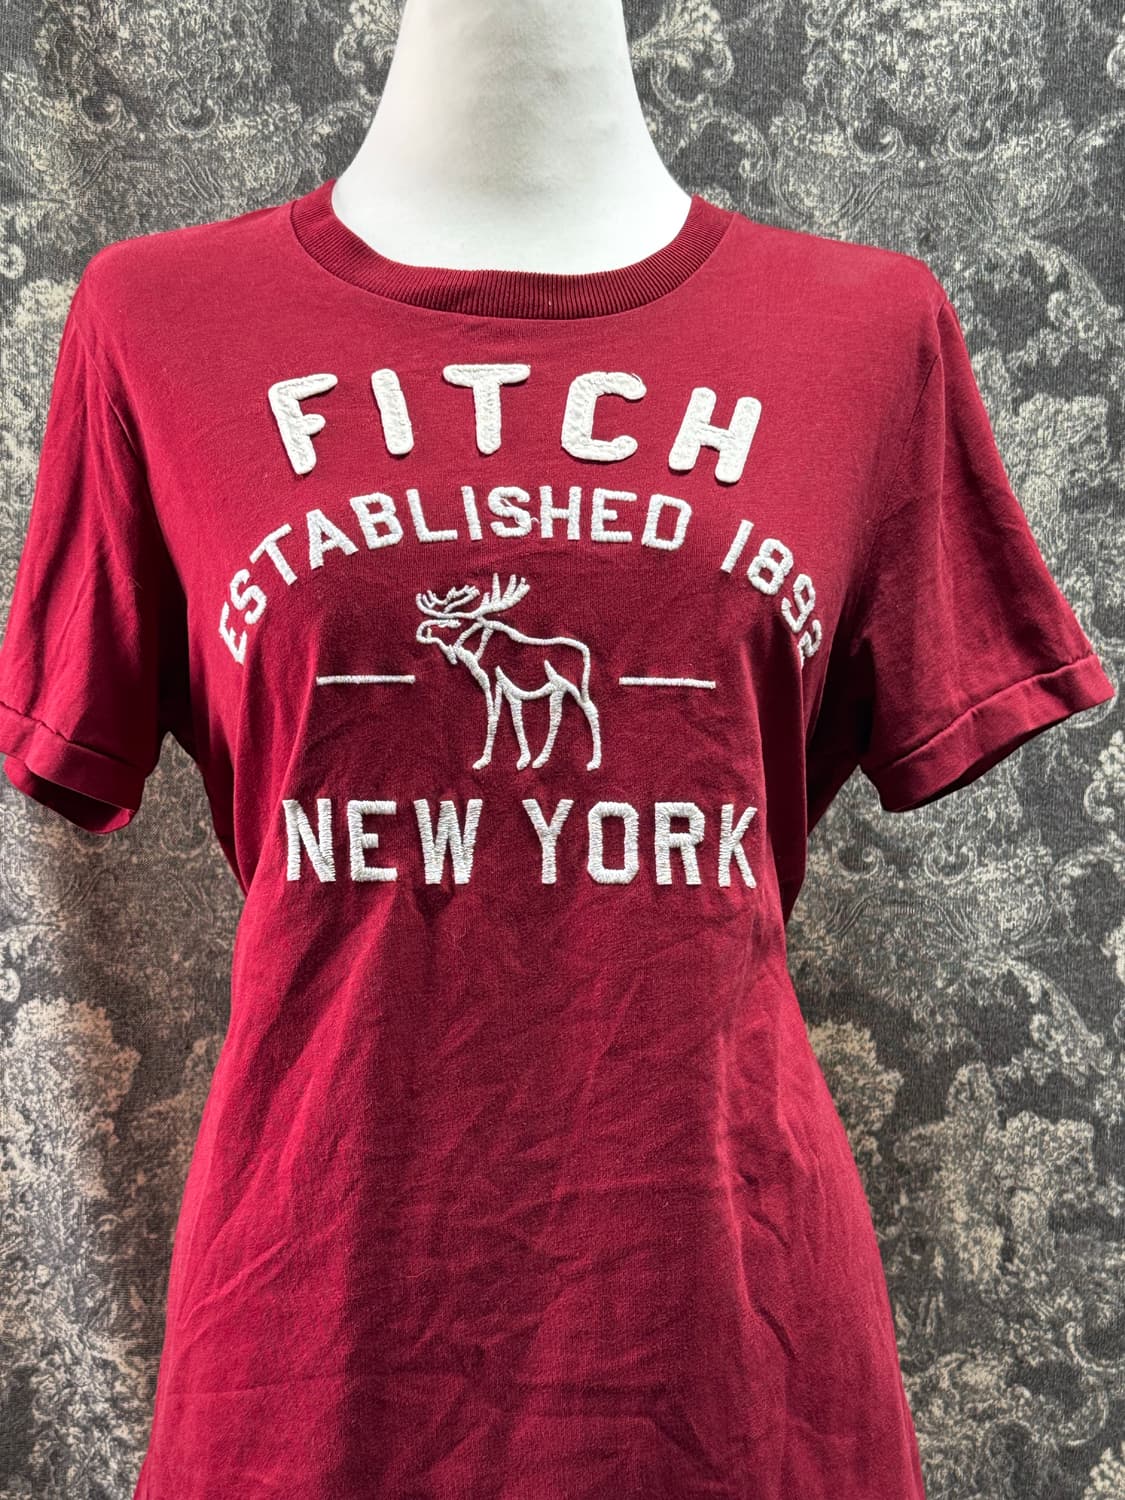 FITCH
ESTABLISHED 1892
NEW YORK